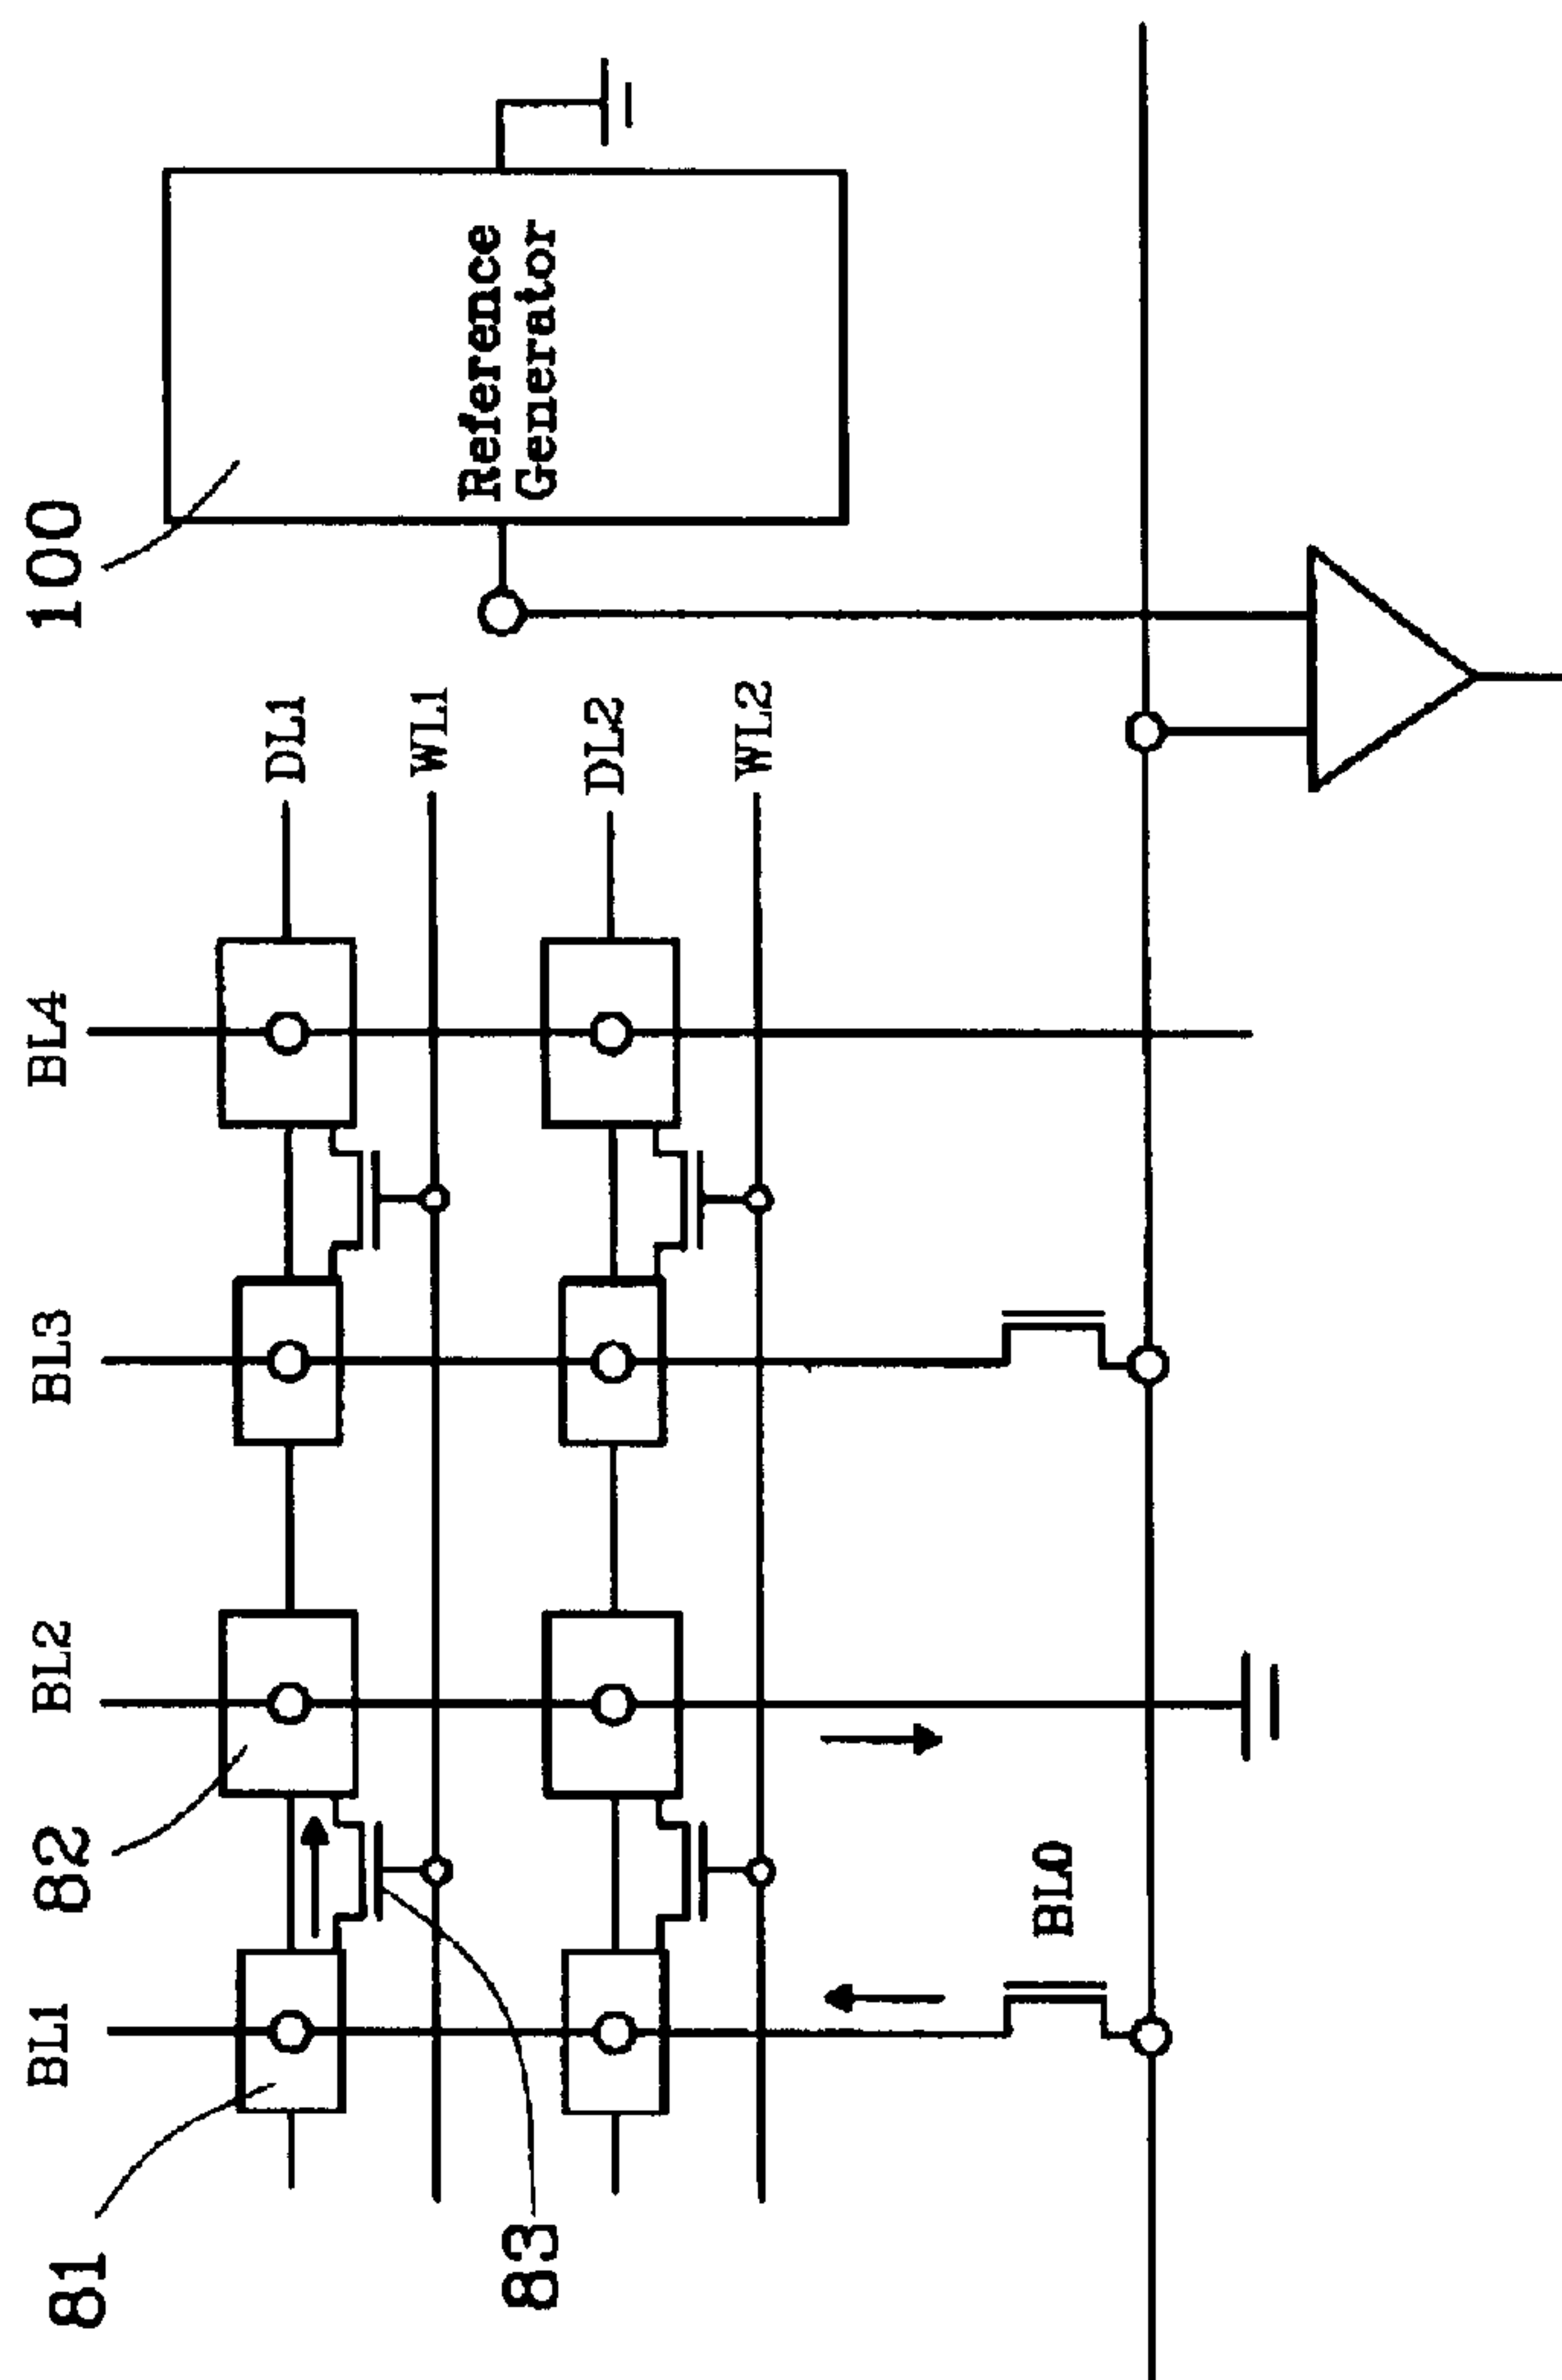 BL1
BL2
BL3
BL4
100
81
82
83
DL1
WL1
DL2
WL2
Reference
Generator
BL0